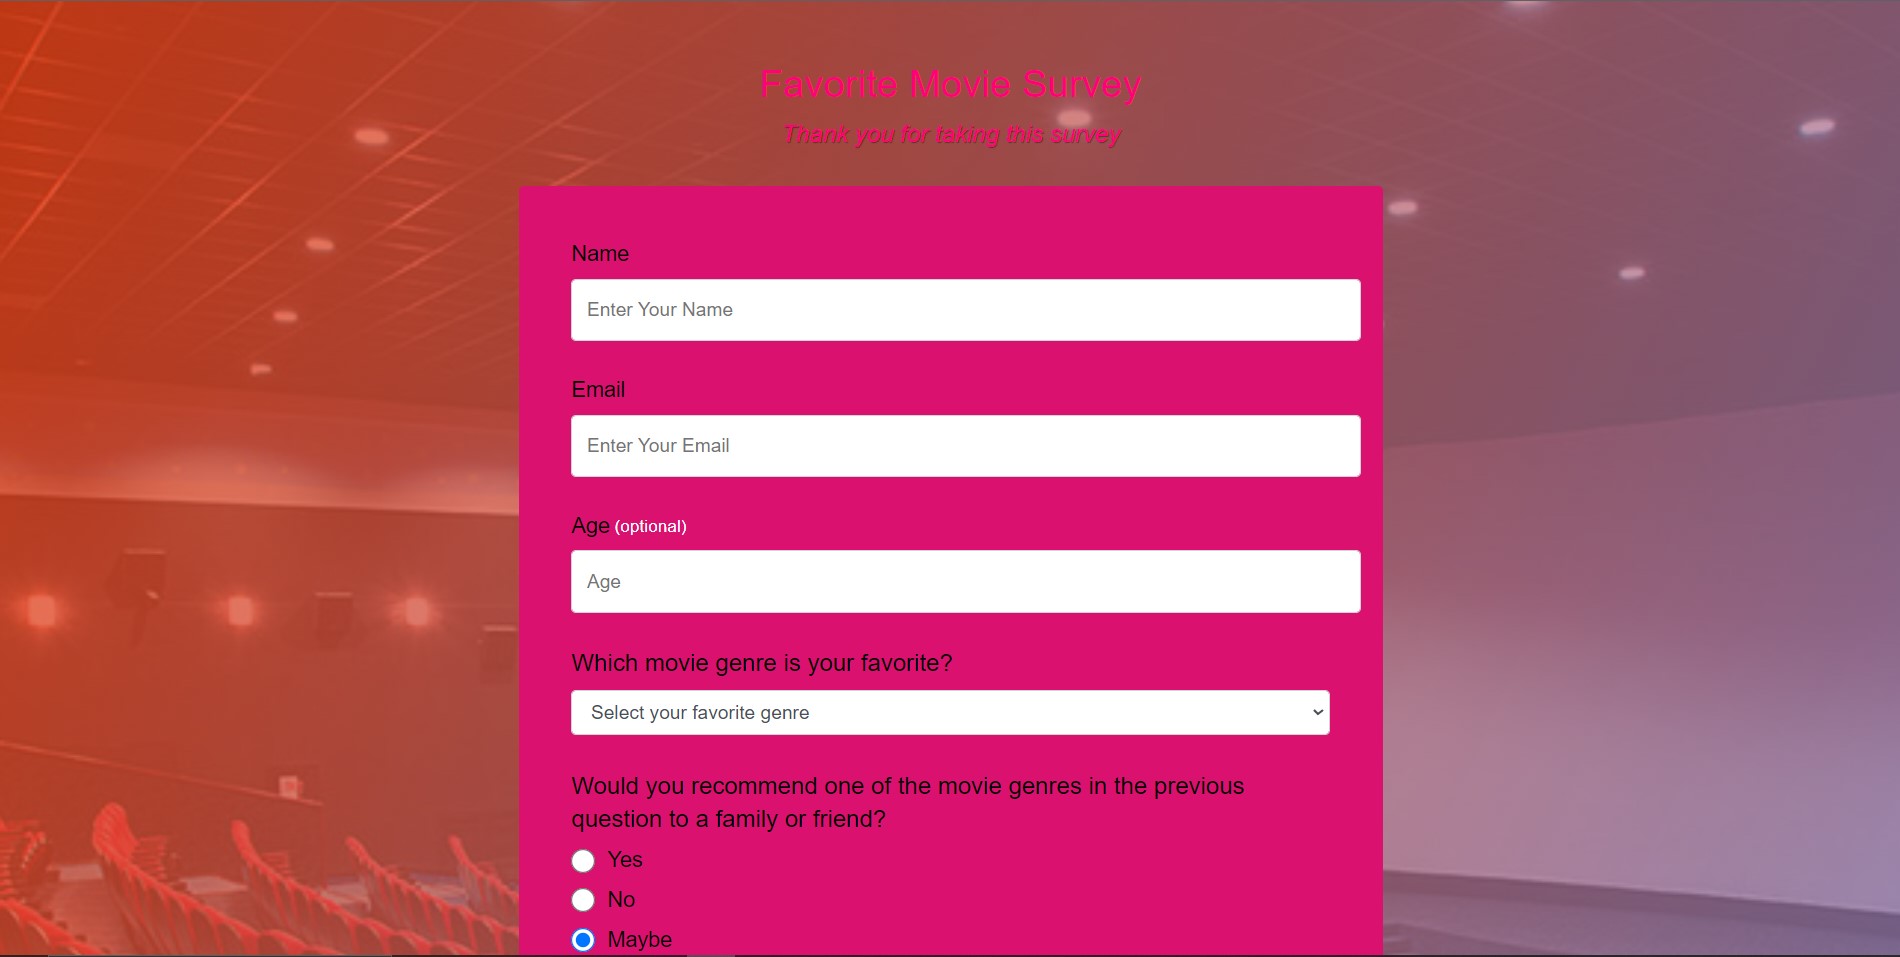 Favorite Movie Survey
Thank you for taking this survey
Name
Enter Your Name
Email
Enter Your Email
Age (optional)
Age
Which movie genre is your favorite?
Select your favorite genre
Would you recommend one of the movie genres in the previous
question to a family or friend?
Yes
No
Maybe